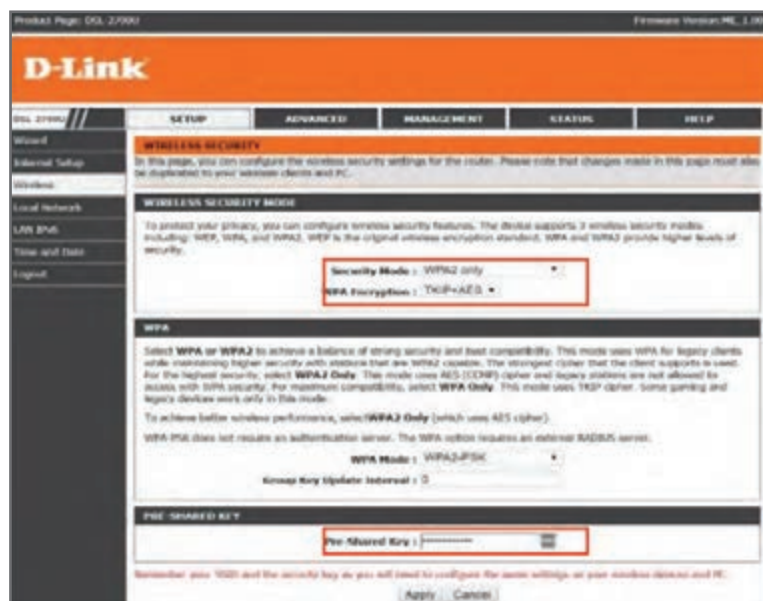 Product Page: DSL 2700U
Firmware Version:ME_1.00
D-Link
DSL 2700U
SETUP
ADVANCED
MANAGEMENT
STATUS
HELP
Wizard
Internet Setup
Wireless
Local Network
LAN IPv6
Time and Date
Logout
WIRELESS SECURITY
In this page, you can configure the wireless security settings for the router. Please note that changes made in this page must also
be duplicated to your wireless clients and PC.
WIRELESS SECURITY MODE
To protect your privacy, you can configure wireless security features. The device supports 3 wireless security modes
including: WEP, WPA, and WPA2. WEP is the original wireless encryption standard. WPA and WPA2 provide higher levels of
security.
Security Mode : WPA2 only
WPA Encryption : TKIP+AES
WPA
Select WPA or WPA2 to achieve a balance of strong security and best compatibility. This mode uses WPA for legacy clients
while maintaining higher security with stations that are WPA2 capable. The strongest cipher that the client supports is used.
For the highest security, select WPA2 Only. This mode uses AES (CCMP) cipher and legacy stations are not allowed to
access with WPA security. For maximum compatibility, select WPA Only. This mode uses TKIP cipher. Some gaming and
legacy devices work only in this mode.
To achieve better wireless performance, select WPA2 Only (which uses AES cipher).
WPA-PSK does not require an authentication server. The WPA option requires an external RADIUS server.
WPA Mode : WPA2-PSK
Group Key Update Interval : 0
PRE-SHARED KEY
Pre-Shared Key :
Remember your SSID and the security key as you will need to configure the same settings on your wireless devices and PC.
Apply Cancel